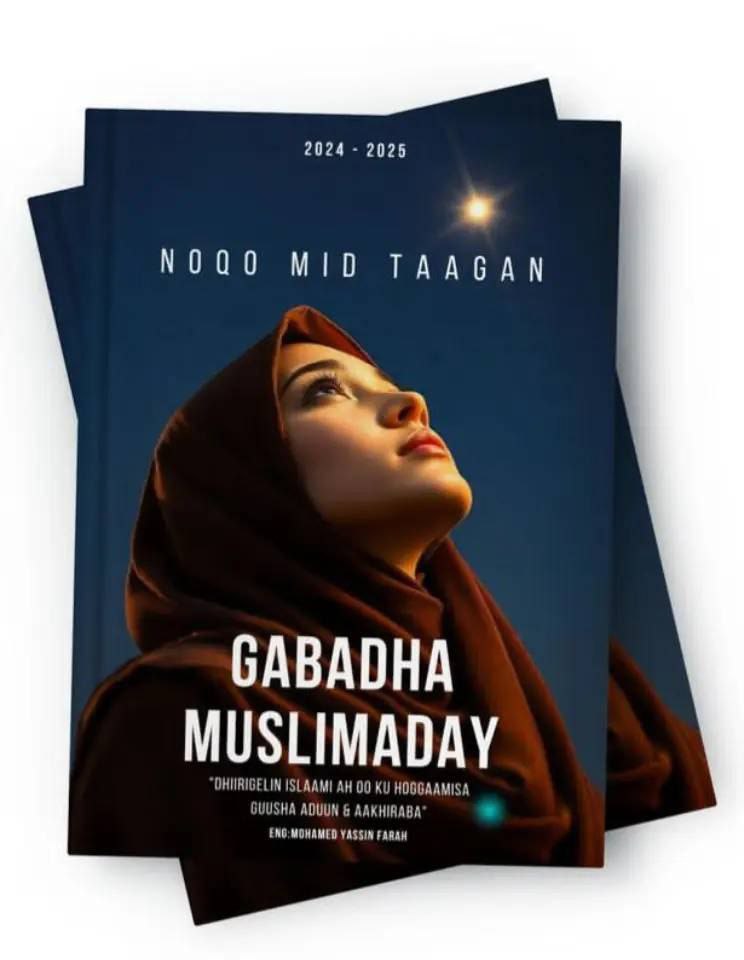 2024 - 2025
NOQO MID TAAGAN
GABADHA
MUSLIMADAY
"DHIIRIGELIN ISLAAMI AH OO KU HOGGAAMISA
GUUSHA ADUUN & AAKHIRABA"
ENG:MOHAMED YASSIN FARAH